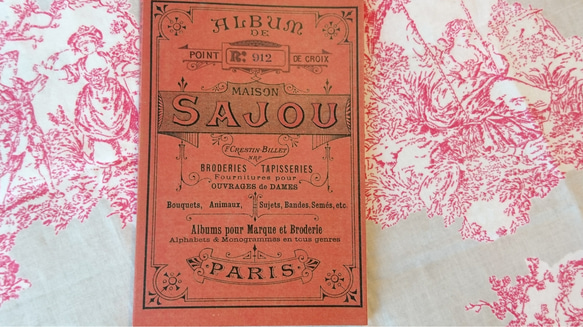 ALBUM
DE
POINT No. 912 DE CROIX
MAISON
SAJOU
F. Crestin-Billet
BRODERIES TAPISSERIES
Fournitures pour
OUVRAGES de DAMES
Bouquets, Animaux, Sujets, Bandes, Semés, etc.
Albums pour Marque et Broderie
Alphabets & Monogrammes en tous genres
PARIS